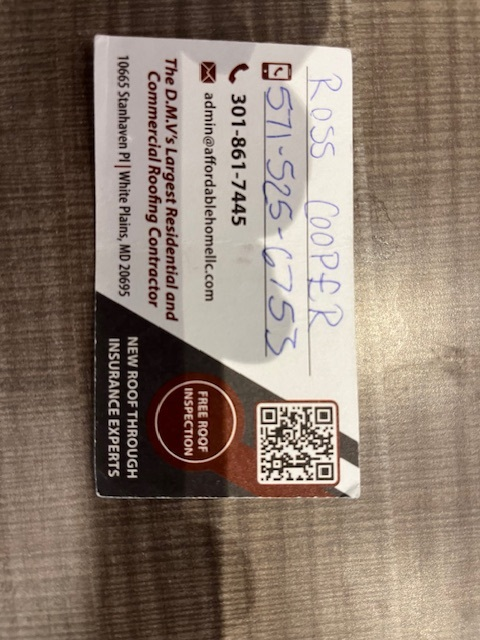 ROSS COOPER
571-525-6753
301-861-7445
admin@affordablehomellc.com
The D.M.V's Largest Residential and
Commercial Roofing Contractor
10665 Stanhaven Pl | White Plains, MD 20695
FREE ROOF
INSPECTION
NEW ROOF THROUGH
INSURANCE EXPERTS